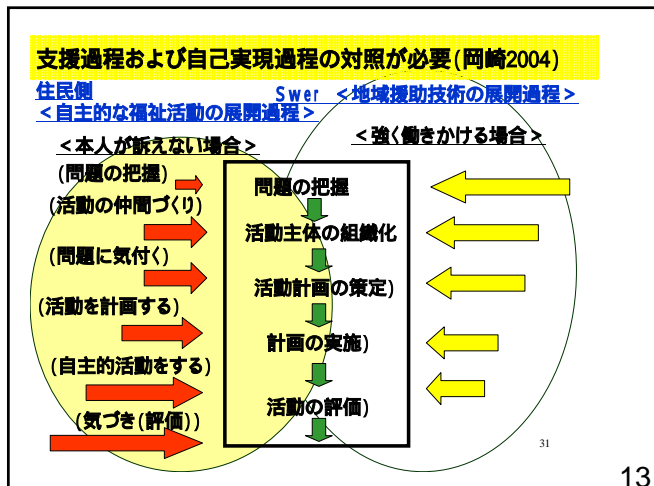 支援過程および自己実現過程の対照が必要(岡崎2004)
住民側
<自主的な福祉活動の展開過程>
Swer <地域援助技術の展開過程>
<本人が訴えない場合>
<強く働きかける場合>
(問題の把握)
(活動の仲間づくり)
(問題に気付く)
(活動を計画する)
(自主的活動をする)
(気づき(評価))
問題の把握
活動主体の組織化
活動計画の策定)
計画の実施)
活動の評価)
31
13